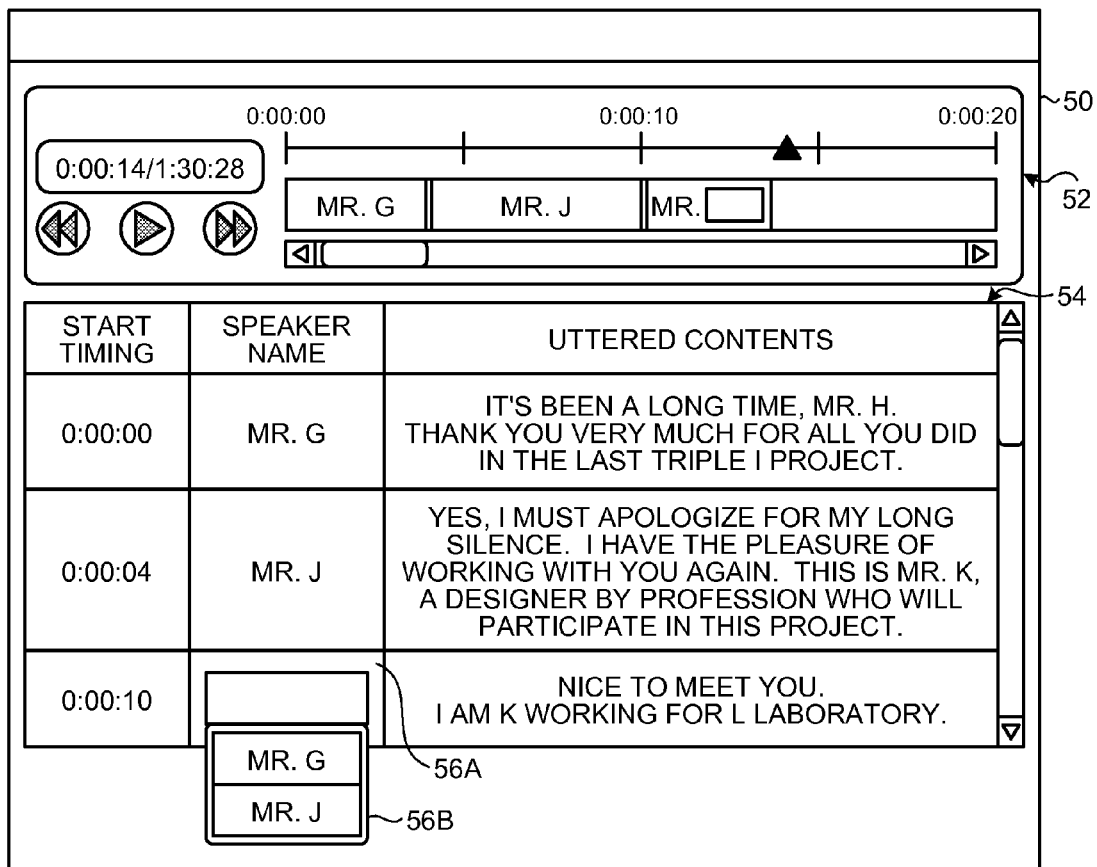 50
0:00:00 0:00:10 0:00:20
0:00:14/1:30:28
52
MR. G MR. J MR.
54
START
TIMING
SPEAKER
NAME
UTTERED CONTENTS
0:00:00
MR. G
IT'S BEEN A LONG TIME, MR. H.
THANK YOU VERY MUCH FOR ALL YOU DID
IN THE LAST TRIPLE I PROJECT.
0:00:04
MR. J
YES, I MUST APOLOGIZE FOR MY LONG
SILENCE. I HAVE THE PLEASURE OF
WORKING WITH YOU AGAIN. THIS IS MR. K,
A DESIGNER BY PROFESSION WHO WILL
PARTICIPATE IN THIS PROJECT.
0:00:10
NICE TO MEET YOU.
I AM K WORKING FOR L LABORATORY.
MR. G
56A
MR. J
56B